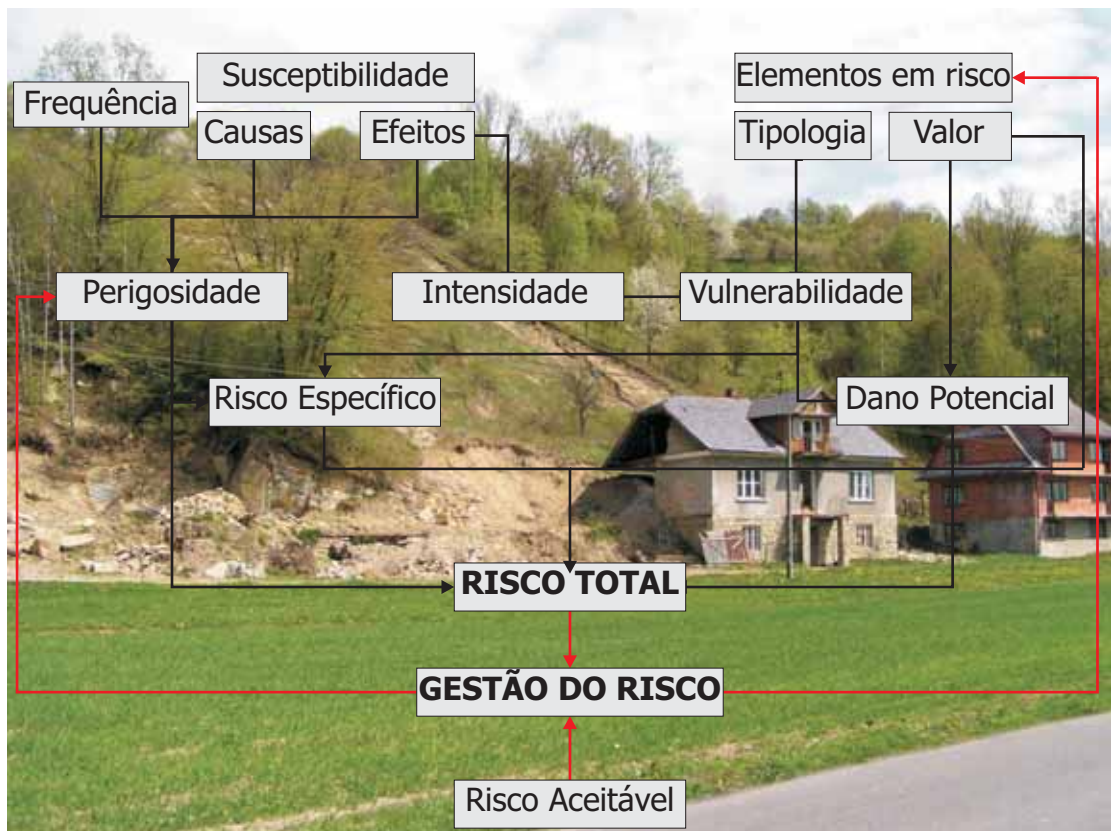 Susceptibilidade
Elementos em risco
Frequência
Causas
Efeitos
Tipologia
Valor
Perigosidade
Intensidade
Vulnerabilidade
Risco Específico
Dano Potencial
RISCO TOTAL
GESTÃO DO RISCO
Risco Aceitável